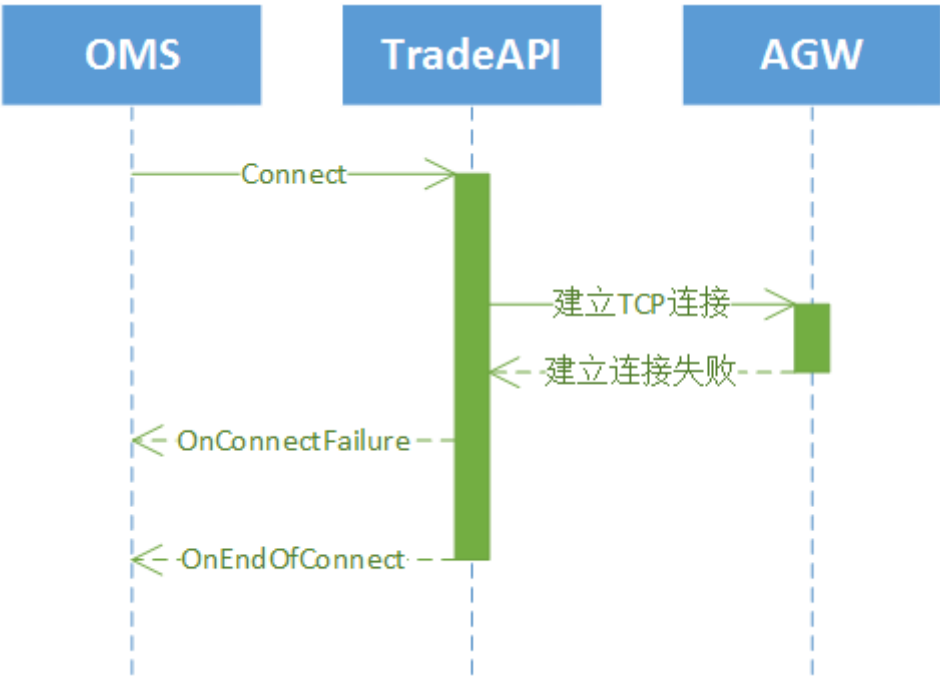 OMS
TradeAPI
AGW
Connect
建立TCP连接
建立连接失败
OnConnectFailure
OnEndOfConnect